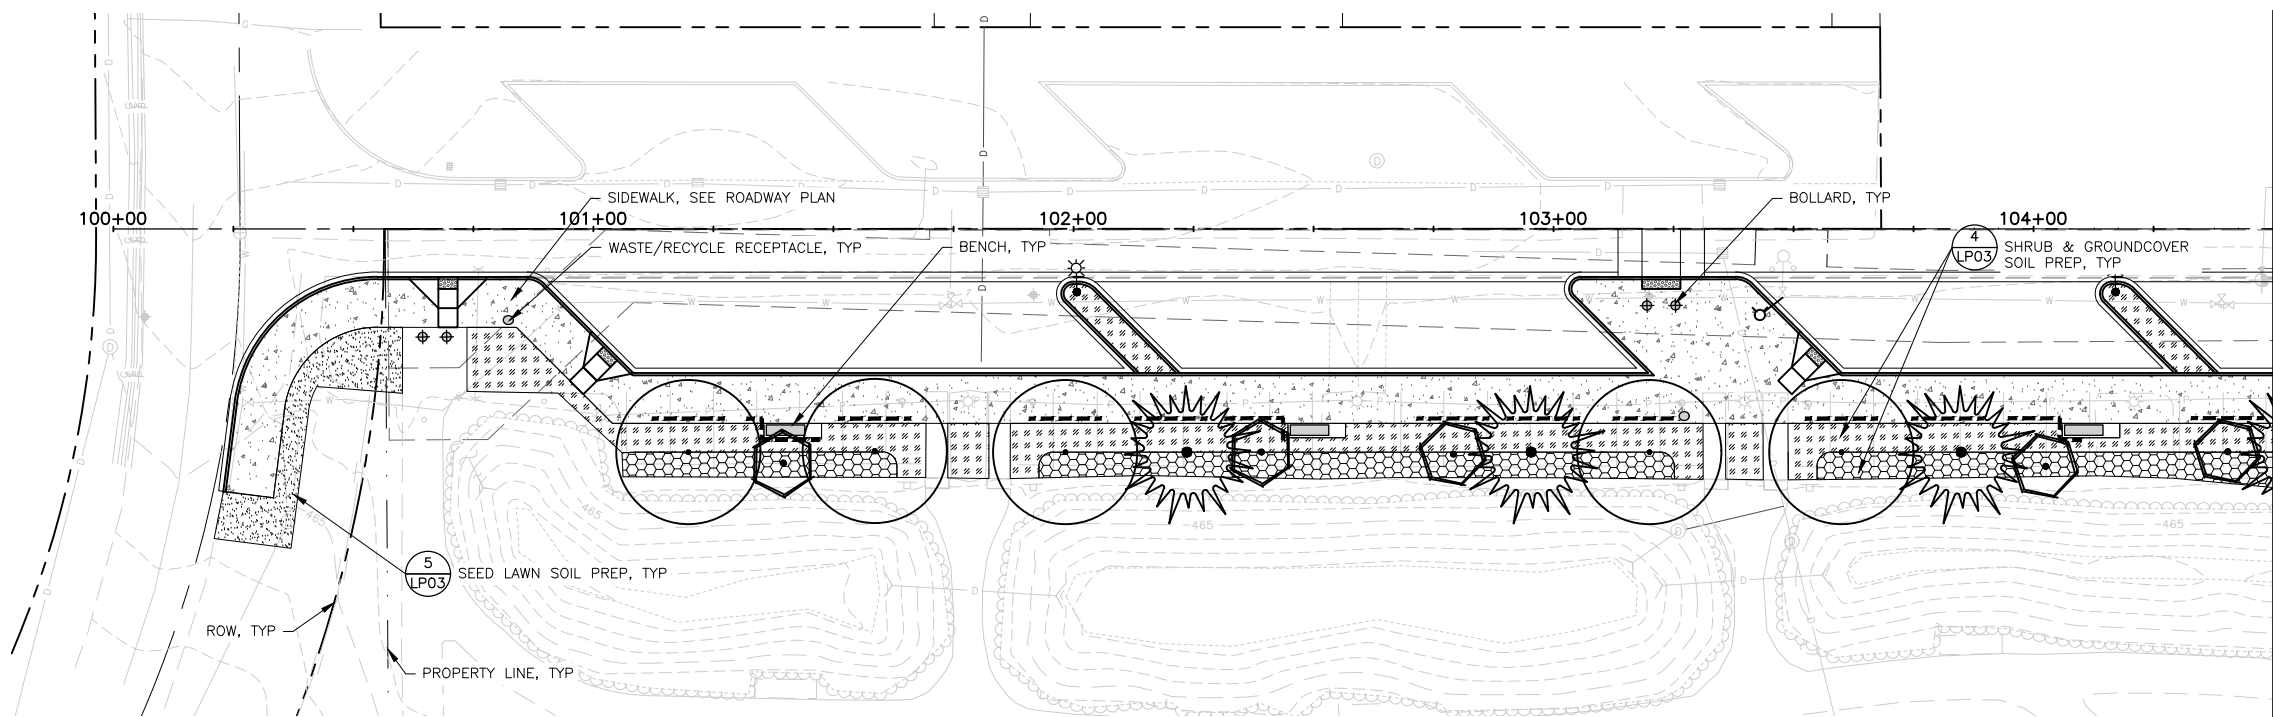 SIDEWALK, SEE ROADWAY PLAN
BOLLARD, TYP
100+00
101+00
102+00
103+00
104+00
WASTE/RECYCLE RECEPTACLE, TYP
BENCH, TYP
4
LP03
SHRUB & GROUNDCOVER
SOIL PREP, TYP
465
465
465
465
5
LP03
SEED LAWN SOIL PREP, TYP
ROW, TYP
PROPERTY LINE, TYP